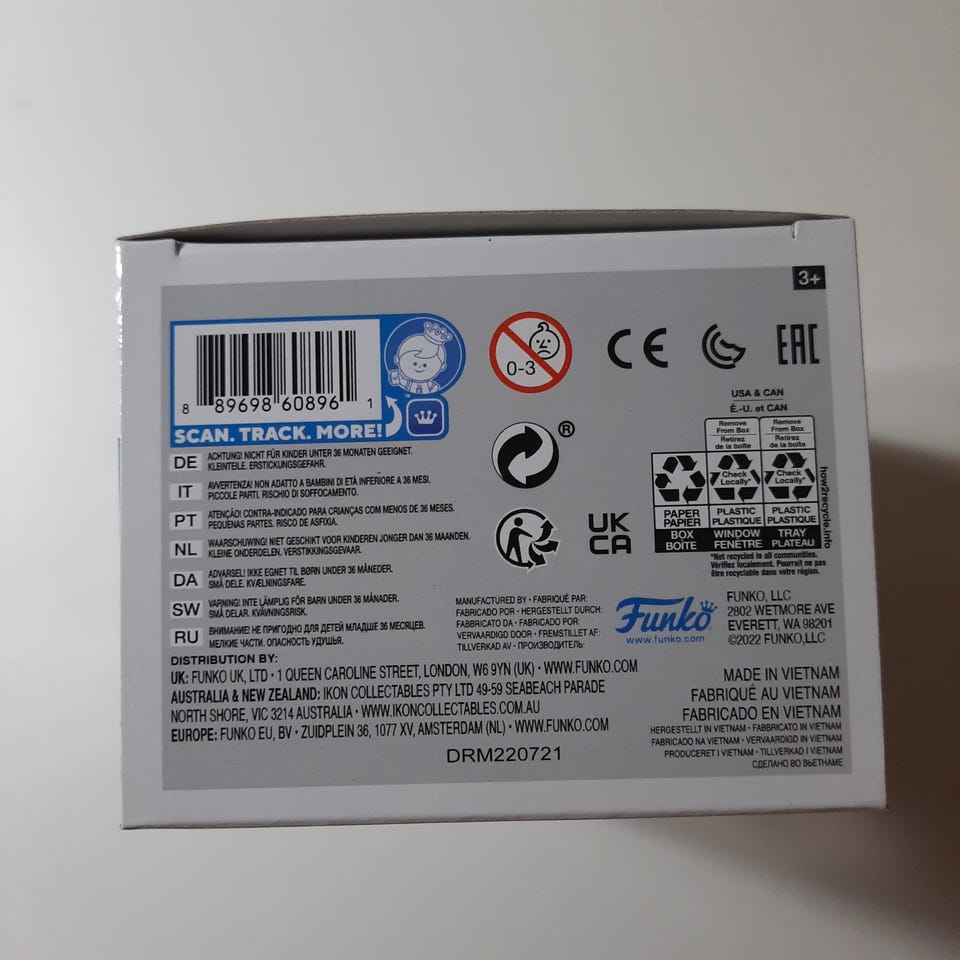 3+
8 89698 60896 1
SCAN. TRACK. MORE!
™
0-3
CE
EAC
®
UK
CA
USA & CAN
É.-U. et CAN
Remove
From Box
Retirez
de la boîte
Remove
From Box
Retirez
de la boîte
Check
Locally*
Check
Locally*
PAPER
PAPIER
PLASTIC
PLASTIQUE
PLASTIC
PLASTIQUE
BOX
BOÎTE
WINDOW
FENÊTRE
TRAY
PLATEAU
how2recycle.info
*Not recycled in all communities.
Vérifiez localement. Pourrait ne pas
être recyclable dans votre région.
DE ACHTUNG! NICHT FÜR KINDER UNTER 36 MONATEN GEEIGNET.
KLEINTEILE. ERSTICKUNGSGEFAHR.
IT AVVERTENZA! NON ADATTO A BAMBINI DI ETÀ INFERIORE A 36 MESI.
PICCOLE PARTI. RISCHIO DI SOFFOCAMENTO.
PT ATENÇÃO! CONTRA-INDICADO PARA CRIANÇAS COM MENOS DE 36 MESES.
PEQUENAS PARTES. RISCO DE ASFIXIA.
NL WAARSCHUWING! NIET GESCHIKT VOOR KINDEREN JONGER DAN 36 MAANDEN.
KLEINE ONDERDELEN. VERSTIKKINGSGEVAAR.
DA ADVARSEL! IKKE EGNET TIL BØRN UNDER 36 MÅNEDER.
SMÅ DELE. KVÆLNINGSFARE.
SW VARNING! INTE LÄMPLIG FÖR BARN UNDER 36 MÅNADER.
SMÅ DELAR. KVÄVNINGSRISK.
RU ВНИМАНИЕ! НЕ ПРИГОДНО ДЛЯ ДЕТЕЙ МЛАДШЕ 36 МЕСЯЦЕВ.
МЕЛКИЕ ЧАСТИ. ОПАСНОСТЬ УДУШЬЯ.
MANUFACTURED BY • FABRIQUÉ PAR:
FABRICADO POR • HERGESTELLT DURCH:
FABBRICATO DA • FABRICADO POR:
VERVAARDIGD DOOR • FREMSTILLET AF:
TILLVERKAD AV • ПРОИЗВОДИТЕЛЬ:
Funko
www.funko.com
FUNKO, LLC
2802 WETMORE AVE
EVERETT, WA 98201
©2022 FUNKO,LLC
DISTRIBUTION BY:
UK: FUNKO UK, LTD • 1 QUEEN CAROLINE STREET, LONDON, W6 9YN (UK) • WWW.FUNKO.COM
AUSTRALIA & NEW ZEALAND: IKON COLLECTABLES PTY LTD 49-59 SEABEACH PARADE
NORTH SHORE, VIC 3214 AUSTRALIA • WWW.IKONCOLLECTABLES.COM.AU
EUROPE: FUNKO EU, BV • ZUIDPLEIN 36, 1077 XV, AMSTERDAM (NL) • WWW.FUNKO.COM
DRM220721
MADE IN VIETNAM
FABRIQUÉ AU VIETNAM
FABRICADO EN VIETNAM
HERGESTELLT IN VIETNAM • FABBRICATO IN VIETNAM
FABRICADO NA VIETNAM • VERVAARDIGD IN VIETNAM
PRODUCERET I VIETNAM • TILLVERKAD I VIETNAM
СДЕЛАНО ВО ВЬЕТНАМЕ